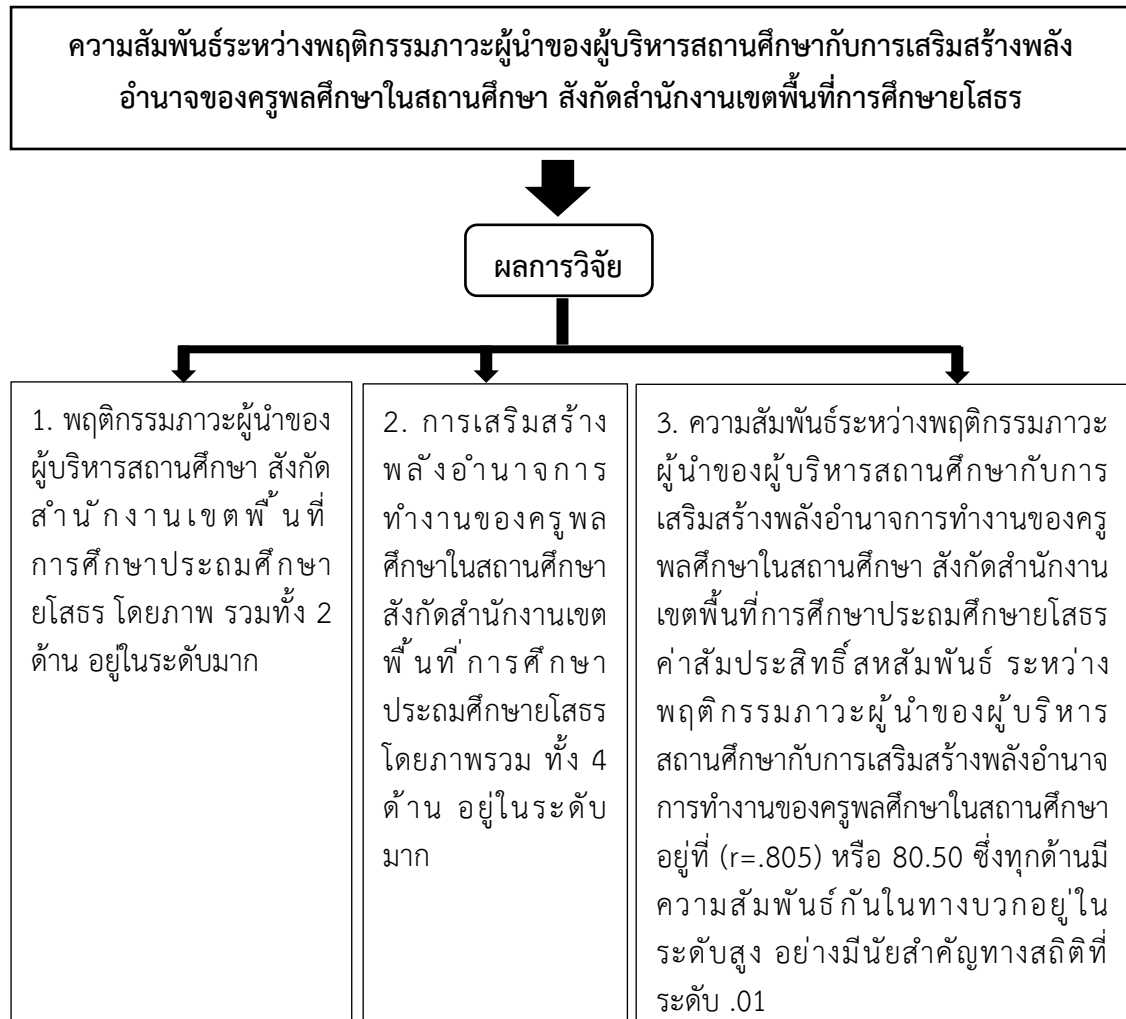 ความสัมพันธ์ระหว่างพฤติกรรมภาวะผู้นำของผู้บริหารสถานศึกษากับการเสริมสร้างพลัง
อำนาจของครูพลศึกษาในสถานศึกษา สังกัดสำนักงานเขตพื้นที่การศึกษายโสธร
ผลการวิจัย
1. พฤติกรรมภาวะผู้นำของ
ผู้บริหารสถานศึกษา สังกัด
สำนักงานเขตพื้นที่
การศึกษาประถมศึกษา
ยโสธร โดยภาพ รวมทั้ง 2
ด้าน อยู่ในระดับมาก
2. การเสริมสร้าง
พลังอำนาจการ
ทำงานของครูพล
ศึกษาในสถานศึกษา
สังกัดสำนักงานเขต
พื้นที่การศึกษา
ประถมศึกษายโสธร
โดยภาพรวม ทั้ง 4
ด้าน อยู่ในระดับ
มาก
3. ความสัมพันธ์ระหว่างพฤติกรรมภาวะ
ผู้นำของผู้บริหารสถานศึกษากับการ
เสริมสร้างพลังอำนาจการทำงานของครู
พลศึกษาในสถานศึกษา สังกัดสำนักงาน
เขตพื้นที่การศึกษาประถมศึกษายโสธร
ค่าสัมประสิทธิ์สหสัมพันธ์ ระหว่าง
พฤติกรรมภาวะผู้นำของผู้บริหาร
สถานศึกษากับการเสริมสร้างพลังอำนาจ
การทำงานของครูพลศึกษาในสถานศึกษา
อยู่ที่ (r=.805) หรือ 80.50 ซึ่งทุกด้านมี
ความสัมพันธ์กันในทางบวกอยู่ใน
ระดับสูง อย่างมีนัยสำคัญทางสถิติที่
ระดับ .01